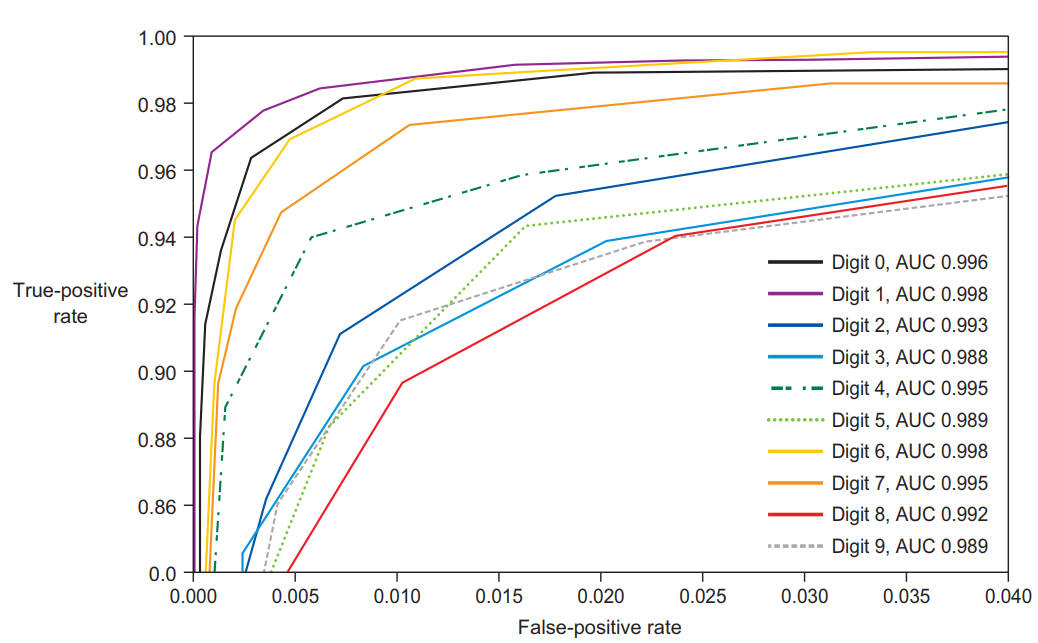 1.00
0.98
0.96
0.94
0.92
0.90
0.88
0.86
0.0
True-positive
rate
Digit 0, AUC 0.996
Digit 1, AUC 0.998
Digit 2, AUC 0.993
Digit 3, AUC 0.988
Digit 4, AUC 0.995
Digit 5, AUC 0.989
Digit 6, AUC 0.998
Digit 7, AUC 0.995
Digit 8, AUC 0.992
Digit 9, AUC 0.989
0.000 0.005 0.010 0.015 0.020 0.025 0.030 0.035 0.040
False-positive rate